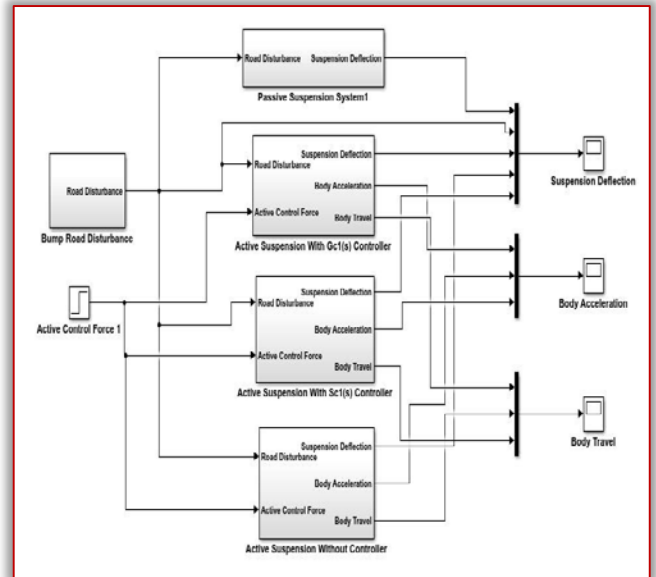 Road Disturbance Suspension Deflection
Passive Suspension System1
Road Disturbance
Bump Road Disturbance
Suspension Deflection
Road Disturbance
Body Acceleration
Active Control Force
Body Travel
Active Suspension With Gc1(s) Controller
Active Control Force 1
Suspension Deflection
Road Disturbance
Body Acceleration
Active Control Force
Body Travel
Active Suspension With Sc1(s) Controller
Suspension Deflection
Road Disturbance
Body Acceleration
Active Control Force
Body Travel
Active Suspension Without Controller
Suspension Deflection
Body Acceleration
Body Travel